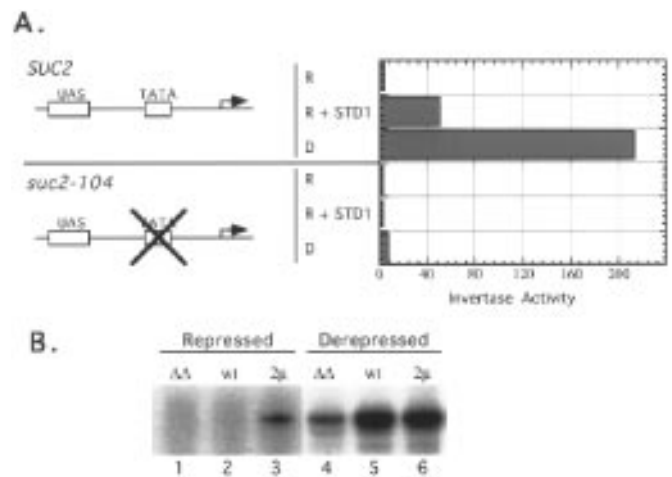 A.
SUC2
UAS TATA
R
R + STD1
D
suc2-104
UAS TATA
R
R + STD1
D
0 40 80 120 160 200
Invertase Activity
B.
Repressed Derepressed
ΔΔ wt 2μ ΔΔ wt 2μ
1 2 3 4 5 6